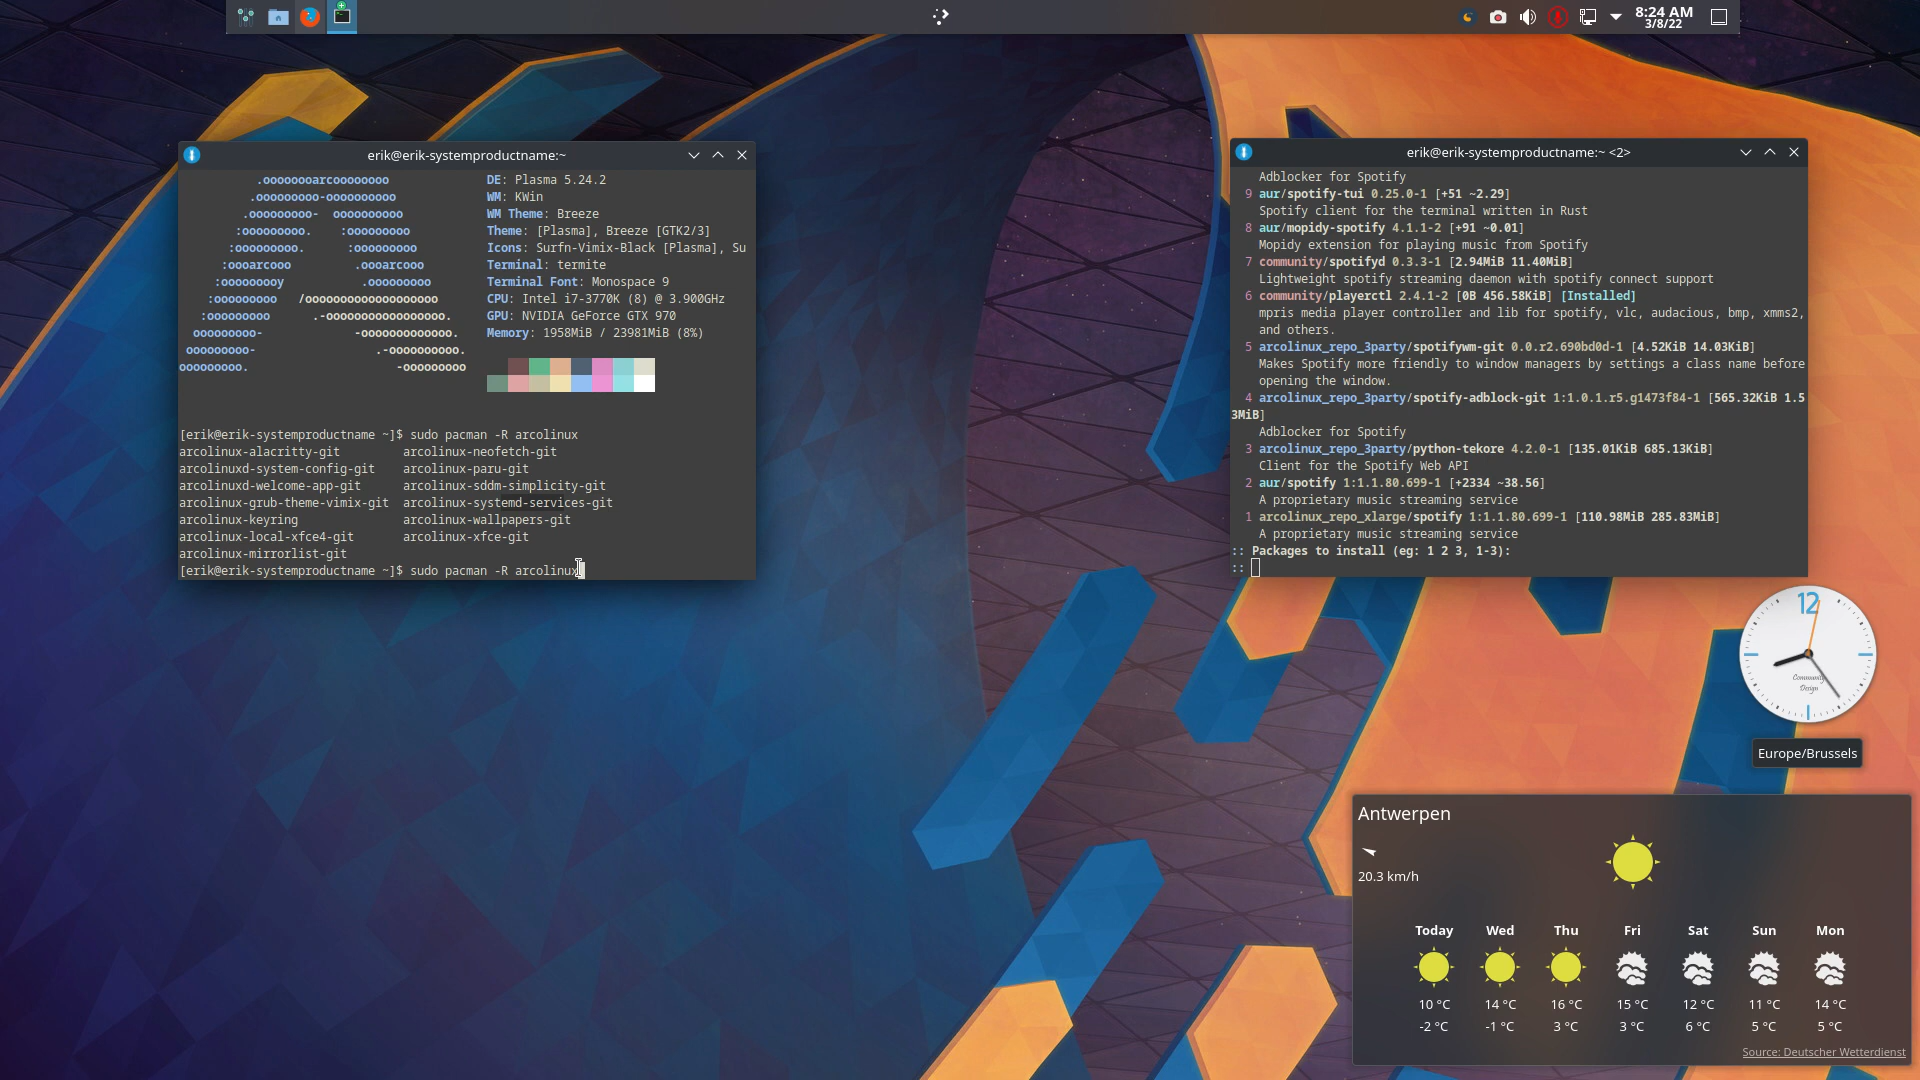 8:24 AM
3/8/22
erik@erik-systemproductname:~
.ooooooarcoooooooo DE: Plasma 5.24.2
.ooooooooo-oooooooooo WM: KWin
.ooooooooo- oooooooooo WM Theme: Breeze
:ooooooooo. :ooooooooo Theme: [Plasma], Breeze [GTK2/3]
:ooooooooo. :ooooooooo Icons: Surfn-Vimix-Black [Plasma], Su
:oooarcooo .oooarcooo Terminal: termite
:ooooooooy .ooooooooo Terminal Font: Monospace 9
:ooooooooo /ooooooooooooooooooo CPU: Intel i7-3770K (8) @ 3.900GHz
:ooooooooo .-ooooooooooooooooo. GPU: NVIDIA GeForce GTX 970
ooooooooo- -ooooooooooooo. Memory: 1958MiB / 23981MiB (8%)
ooooooooo- .-oooooooooo.
ooooooooo. -ooooooooo
[erik@erik-systemproductname ~]$ sudo pacman -R arcolinux
arcolinux-alacritty-git arcolinux-neofetch-git
arcolinuxd-system-config-git arcolinux-paru-git
arcolinuxd-welcome-app-git arcolinux-sddm-simplicity-git
arcolinux-grub-theme-vimix-git arcolinux-systemd-services-git
arcolinux-keyring arcolinux-wallpapers-git
arcolinux-local-xfce4-git arcolinux-xfce-git
arcolinux-mirrorlist-git
[erik@erik-systemproductname ~]$ sudo pacman -R arcolinux
erik@erik-systemproductname:~ <2>
Adblocker for Spotify
9 aur/spotify-tui 0.25.0-1 [+51 ~2.29]
Spotify client for the terminal written in Rust
8 aur/mopidy-spotify 4.1.1-2 [+91 ~0.01]
Mopidy extension for playing music from Spotify
7 community/spotifyd 0.3.3-1 [2.94MiB 11.40MiB]
Lightweight spotify streaming daemon with spotify connect support
6 community/playerctl 2.4.1-2 [0B 456.58KiB] [Installed]
mpris media player controller and lib for spotify, vlc, audacious, bmp, xmms2,
and others.
5 arcolinux_repo_3party/spotifywm-git 0.0.r2.690bd0d-1 [4.52KiB 14.03KiB]
Makes Spotify more friendly to window managers by settings a class name before
opening the window.
4 arcolinux_repo_3party/spotify-adblock-git 1:1.0.1.r5.g1473f84-1 [565.32KiB 1.5
3MiB]
Adblocker for Spotify
3 arcolinux_repo_3party/python-tekore 4.2.0-1 [135.01KiB 685.13KiB]
Client for the Spotify Web API
2 aur/spotify 1:1.1.80.699-1 [+2334 ~38.56]
A proprietary music streaming service
1 arcolinux_repo_xlarge/spotify 1:1.1.80.699-1 [110.98MiB 285.83MiB]
A proprietary music streaming service
:: Packages to install (eg: 1 2 3, 1-3):
::
12
Community
Design
Europe/Brussels
Antwerpen
20.3 km/h
Today Wed Thu Fri Sat Sun Mon
10 °C 14 °C 16 °C 15 °C 12 °C 11 °C 14 °C
-2 °C -1 °C 3 °C 3 °C 6 °C 5 °C 5 °C
Source: Deutscher Wetterdienst